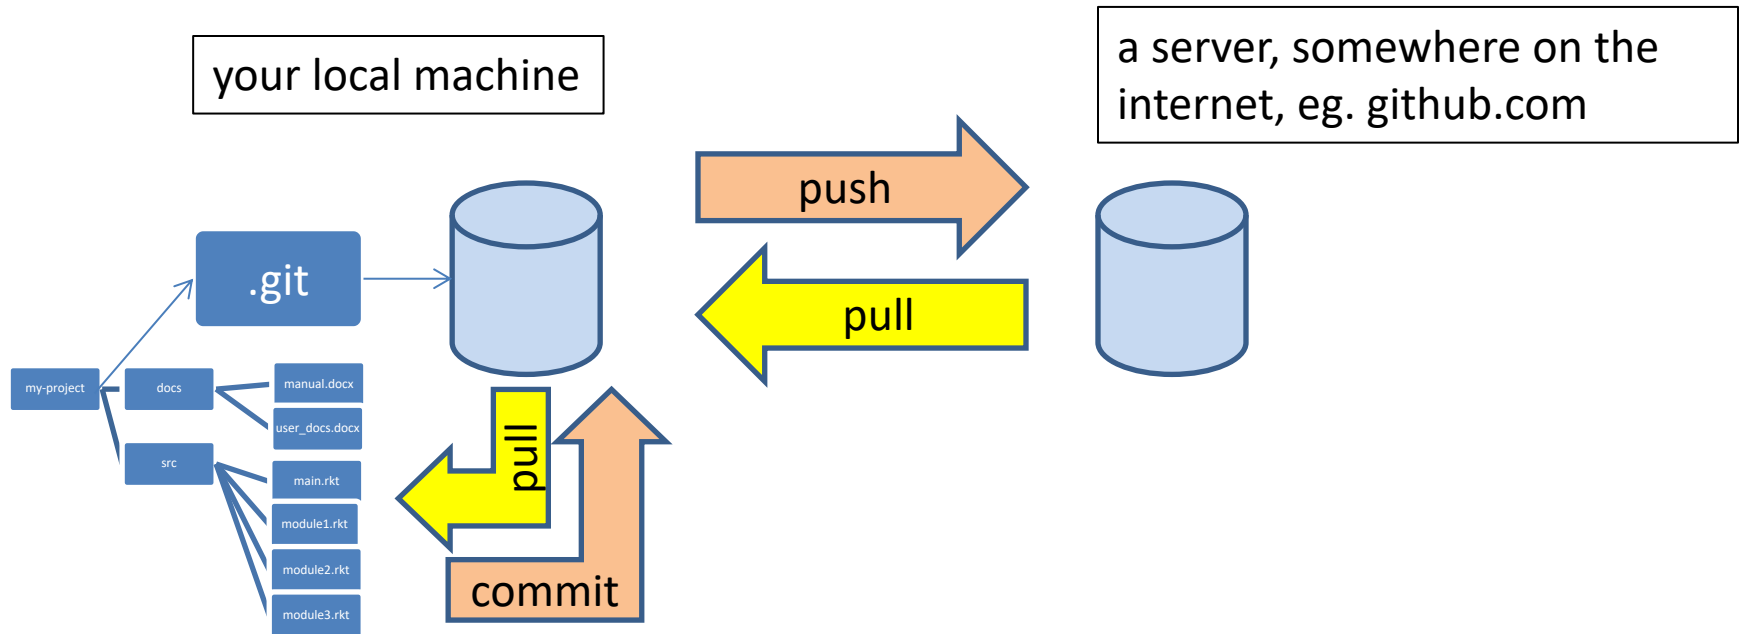 your local machine
a server, somewhere on the
internet, eg. github.com
push
.git
pull
my-project
docs
manual.docx
user_docs.docx
src
main.rkt
module1.rkt
module2.rkt
module3.rkt
pull
commit